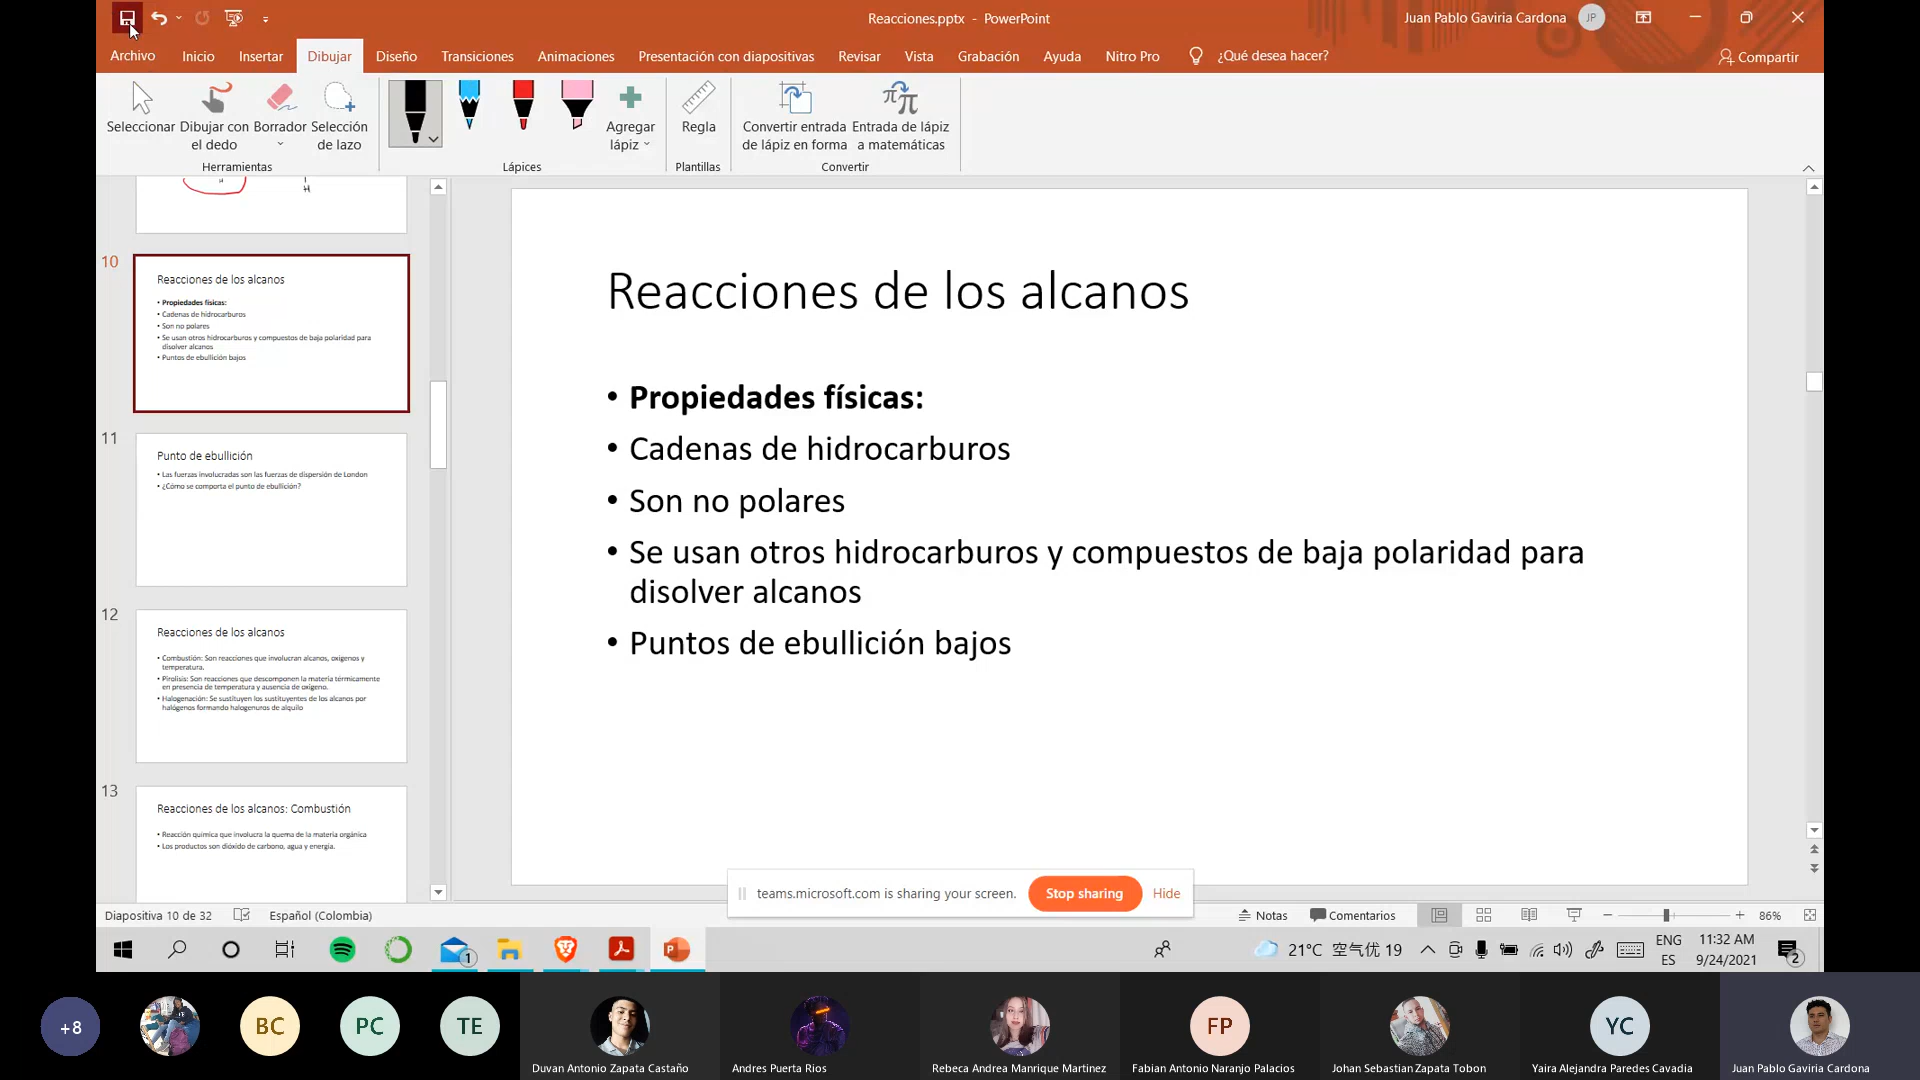 Reacciones.pptx - PowerPoint
Juan Pablo Gaviria Cardona
JP
Archivo
Inicio
Insertar
Dibujar
Diseño
Transiciones
Animaciones
Presentación con diapositivas
Revisar
Vista
Grabación
Ayuda
Nitro Pro
¿Qué desea hacer?
Compartir
Seleccionar
Dibujar con
el dedo
Borrador
Selección
de lazo
Agregar
lápiz
Regla
Convertir entrada
de lápiz en forma
Entrada de lápiz
a matemáticas
Herramientas
Lápices
Plantillas
Convertir
H
H
10
Reacciones de los alcanos
• Propiedades físicas:
• Cadenas de hidrocarburos
• Son no polares
• Se usan otros hidrocarburos y compuestos de baja polaridad para
disolver alcanos
• Puntos de ebullición bajos
11
Punto de ebullición
• Las fuerzas involucradas son las fuerzas de dispersión de London
• ¿Cómo se comporta el punto de ebullición?
12
Reacciones de los alcanos
• Combustión: Son reacciones que involucran alcanos, oxígenos y
temperatura.
• Pirolisis: Son reacciones que descomponen la materia térmicamente
en presencia de temperatura y ausencia de oxígeno.
• Halogenación: Se sustituyen los sustituyentes de los alcanos por
halógenos formando halogenuros de alquilo
13
Reacciones de los alcanos: Combustión
• Reacción química que involucra la quema de la materia orgánica
• Los productos son dióxido de carbono, agua y energía.
Reacciones de los alcanos
• Propiedades físicas:
• Cadenas de hidrocarburos
• Son no polares
• Se usan otros hidrocarburos y compuestos de baja polaridad para
disolver alcanos
• Puntos de ebullición bajos
teams.microsoft.com is sharing your screen.
Stop sharing
Hide
Diapositiva 10 de 32
Español (Colombia)
Notas
Comentarios
86%
1
21°C 空气优 19
ENG
ES
11:32 AM
9/24/2021
2
+8
BC
PC
TE
Duvan Antonio Zapata Castaño
Andres Puerta Rios
Rebeca Andrea Manrique Martinez
FP
Fabian Antonio Naranjo Palacios
Johan Sebastian Zapata Tobon
YC
Yaira Alejandra Paredes Cavadia
Juan Pablo Gaviria Cardona